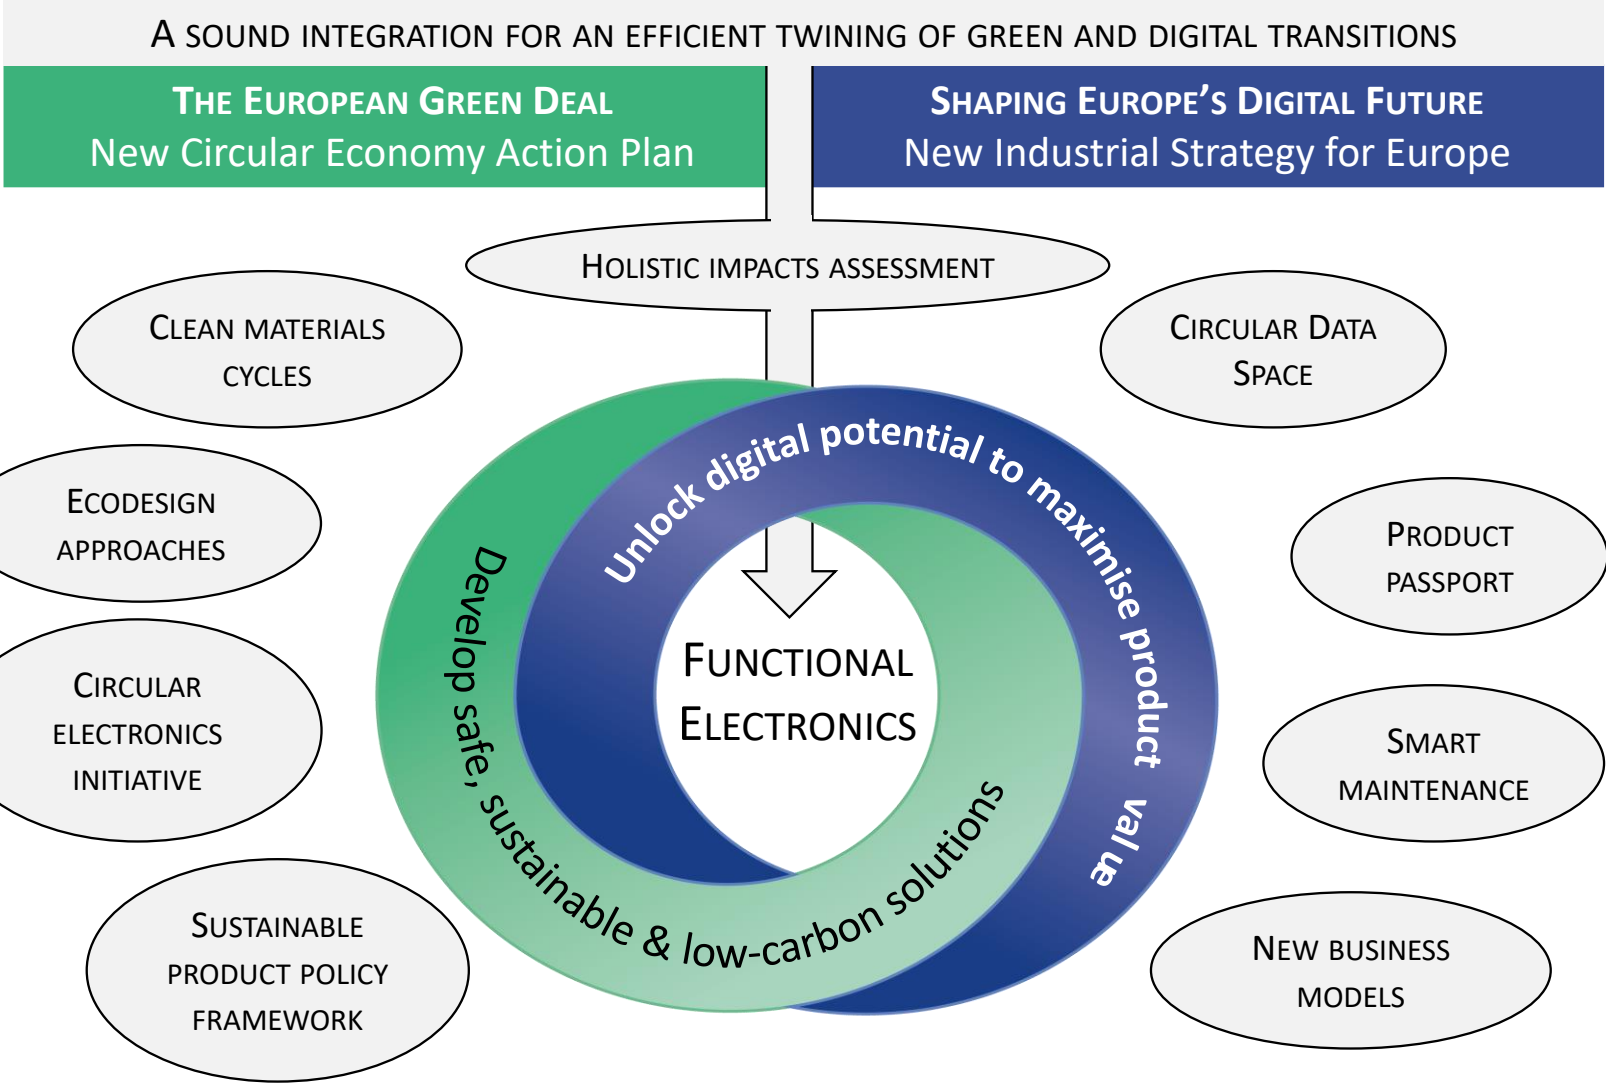 A SOUND INTEGRATION FOR AN EFFICIENT TWINING OF GREEN AND DIGITAL TRANSITIONS
THE EUROPEAN GREEN DEAL
New Circular Economy Action Plan
SHAPING EUROPE'S DIGITAL FUTURE
New Industrial Strategy for Europe
HOLISTIC IMPACTS ASSESSMENT
CLEAN MATERIALS
CYCLES
ECODESIGN
APPROACHES
CIRCULAR
ELECTRONICS
INITIATIVE
SUSTAINABLE
PRODUCT POLICY
FRAMEWORK
Unlock digital potential to maximise product value
Develop safe, sustainable & low-carbon solutions
FUNCTIONAL
ELECTRONICS
CIRCULAR DATA
SPACE
PRODUCT
PASSPORT
SMART
MAINTENANCE
NEW BUSINESS
MODELS